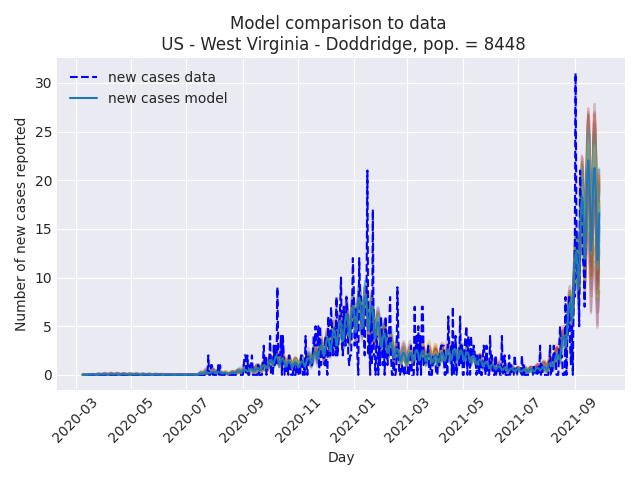 Model comparison to data
US - West Virginia - Doddridge, pop. = 8448
new cases data
new cases model
Number of new cases reported
30
25
20
15
10
5
0
2020-03
2020-05
2020-07
2020-09
2020-11
2021-01
2021-03
2021-05
2021-07
2021-09
Day